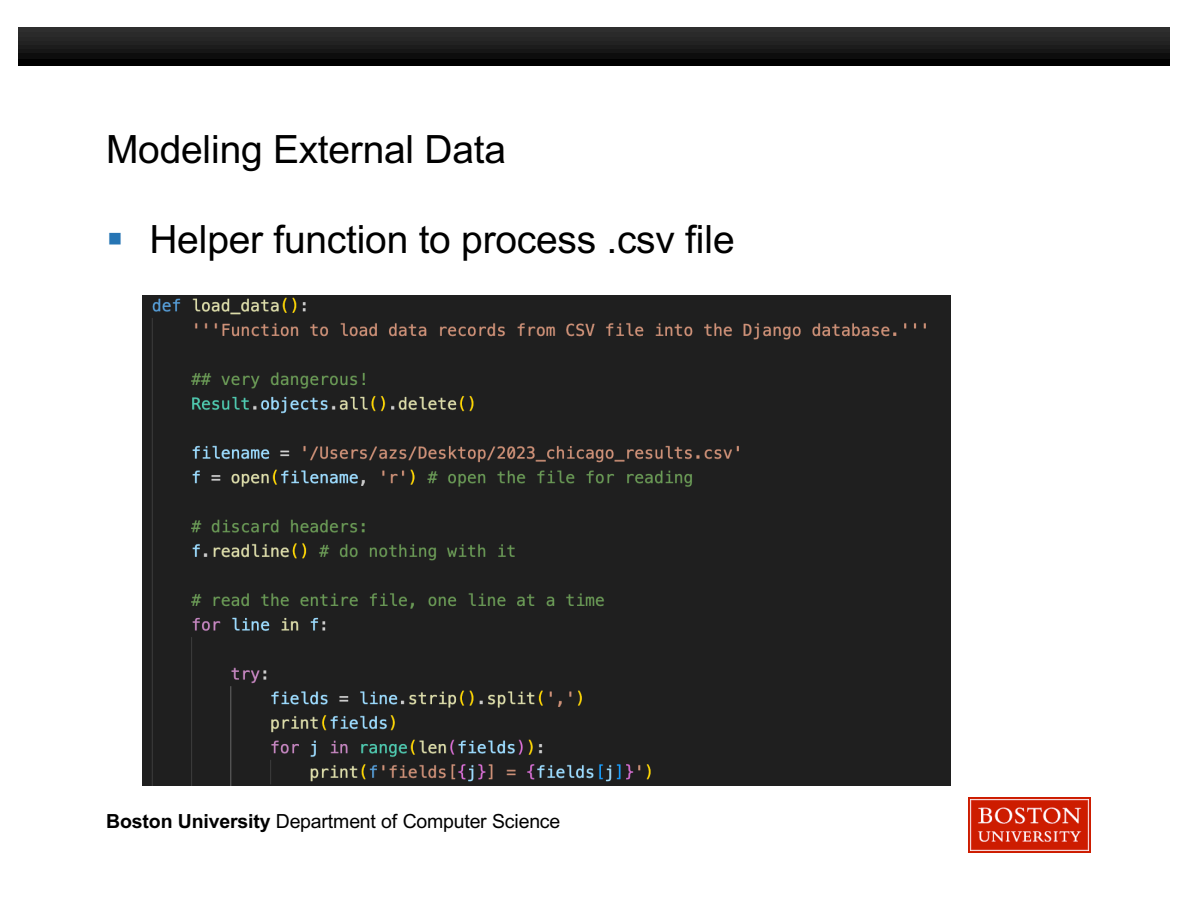 Modeling External Data
▪ Helper function to process .csv file
def load_data():
    '''Function to load data records from CSV file into the Django database.'''
    ## very dangerous!
    Result.objects.all().delete()
    filename = '/Users/azs/Desktop/2023_chicago_results.csv'
    f = open(filename, 'r') # open the file for reading
    # discard headers:
    f.readline() # do nothing with it
    # read the entire file, one line at a time
    for line in f:
        try:
            fields = line.strip().split(',')
            print(fields)
            for j in range(len(fields)):
                print(f'fields[{j}] = {fields[j]}')
Boston University Department of Computer Science
BOSTON
UNIVERSITY